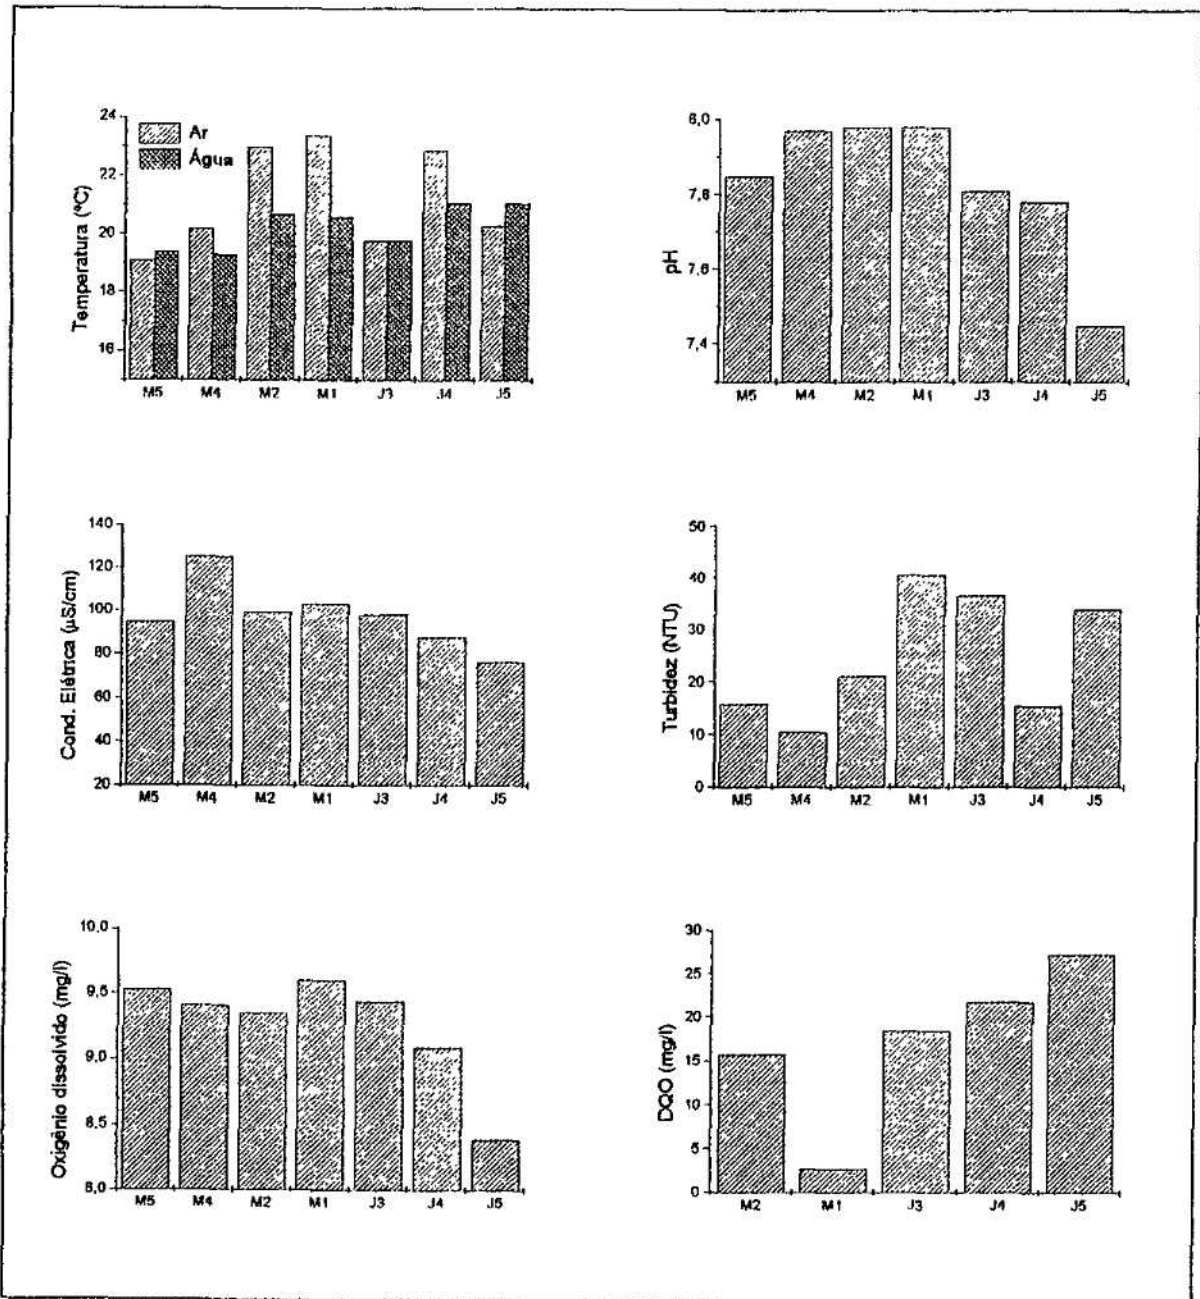 24
22
20
18
16
Temperatura (°C)
Ar
Água
M5 M4 M2 M1 J3 J4 J5
8,0
7,8
7,6
7,4
pH
M5 M4 M2 M1 J3 J4 J5
140
120
100
80
60
40
20
Cond. Elétrica (µS/cm)
M5 M4 M2 M1 J3 J4 J5
50
40
30
20
10
0
Turbidez (NTU)
M5 M4 M2 M1 J3 J4 J5
10,0
9,5
9,0
8,5
8,0
Oxigênio dissolvido (mg/l)
M5 M4 M2 M1 J3 J4 J5
30
25
20
15
10
5
0
DQO (mg/l)
M2 M1 J3 J4 J5